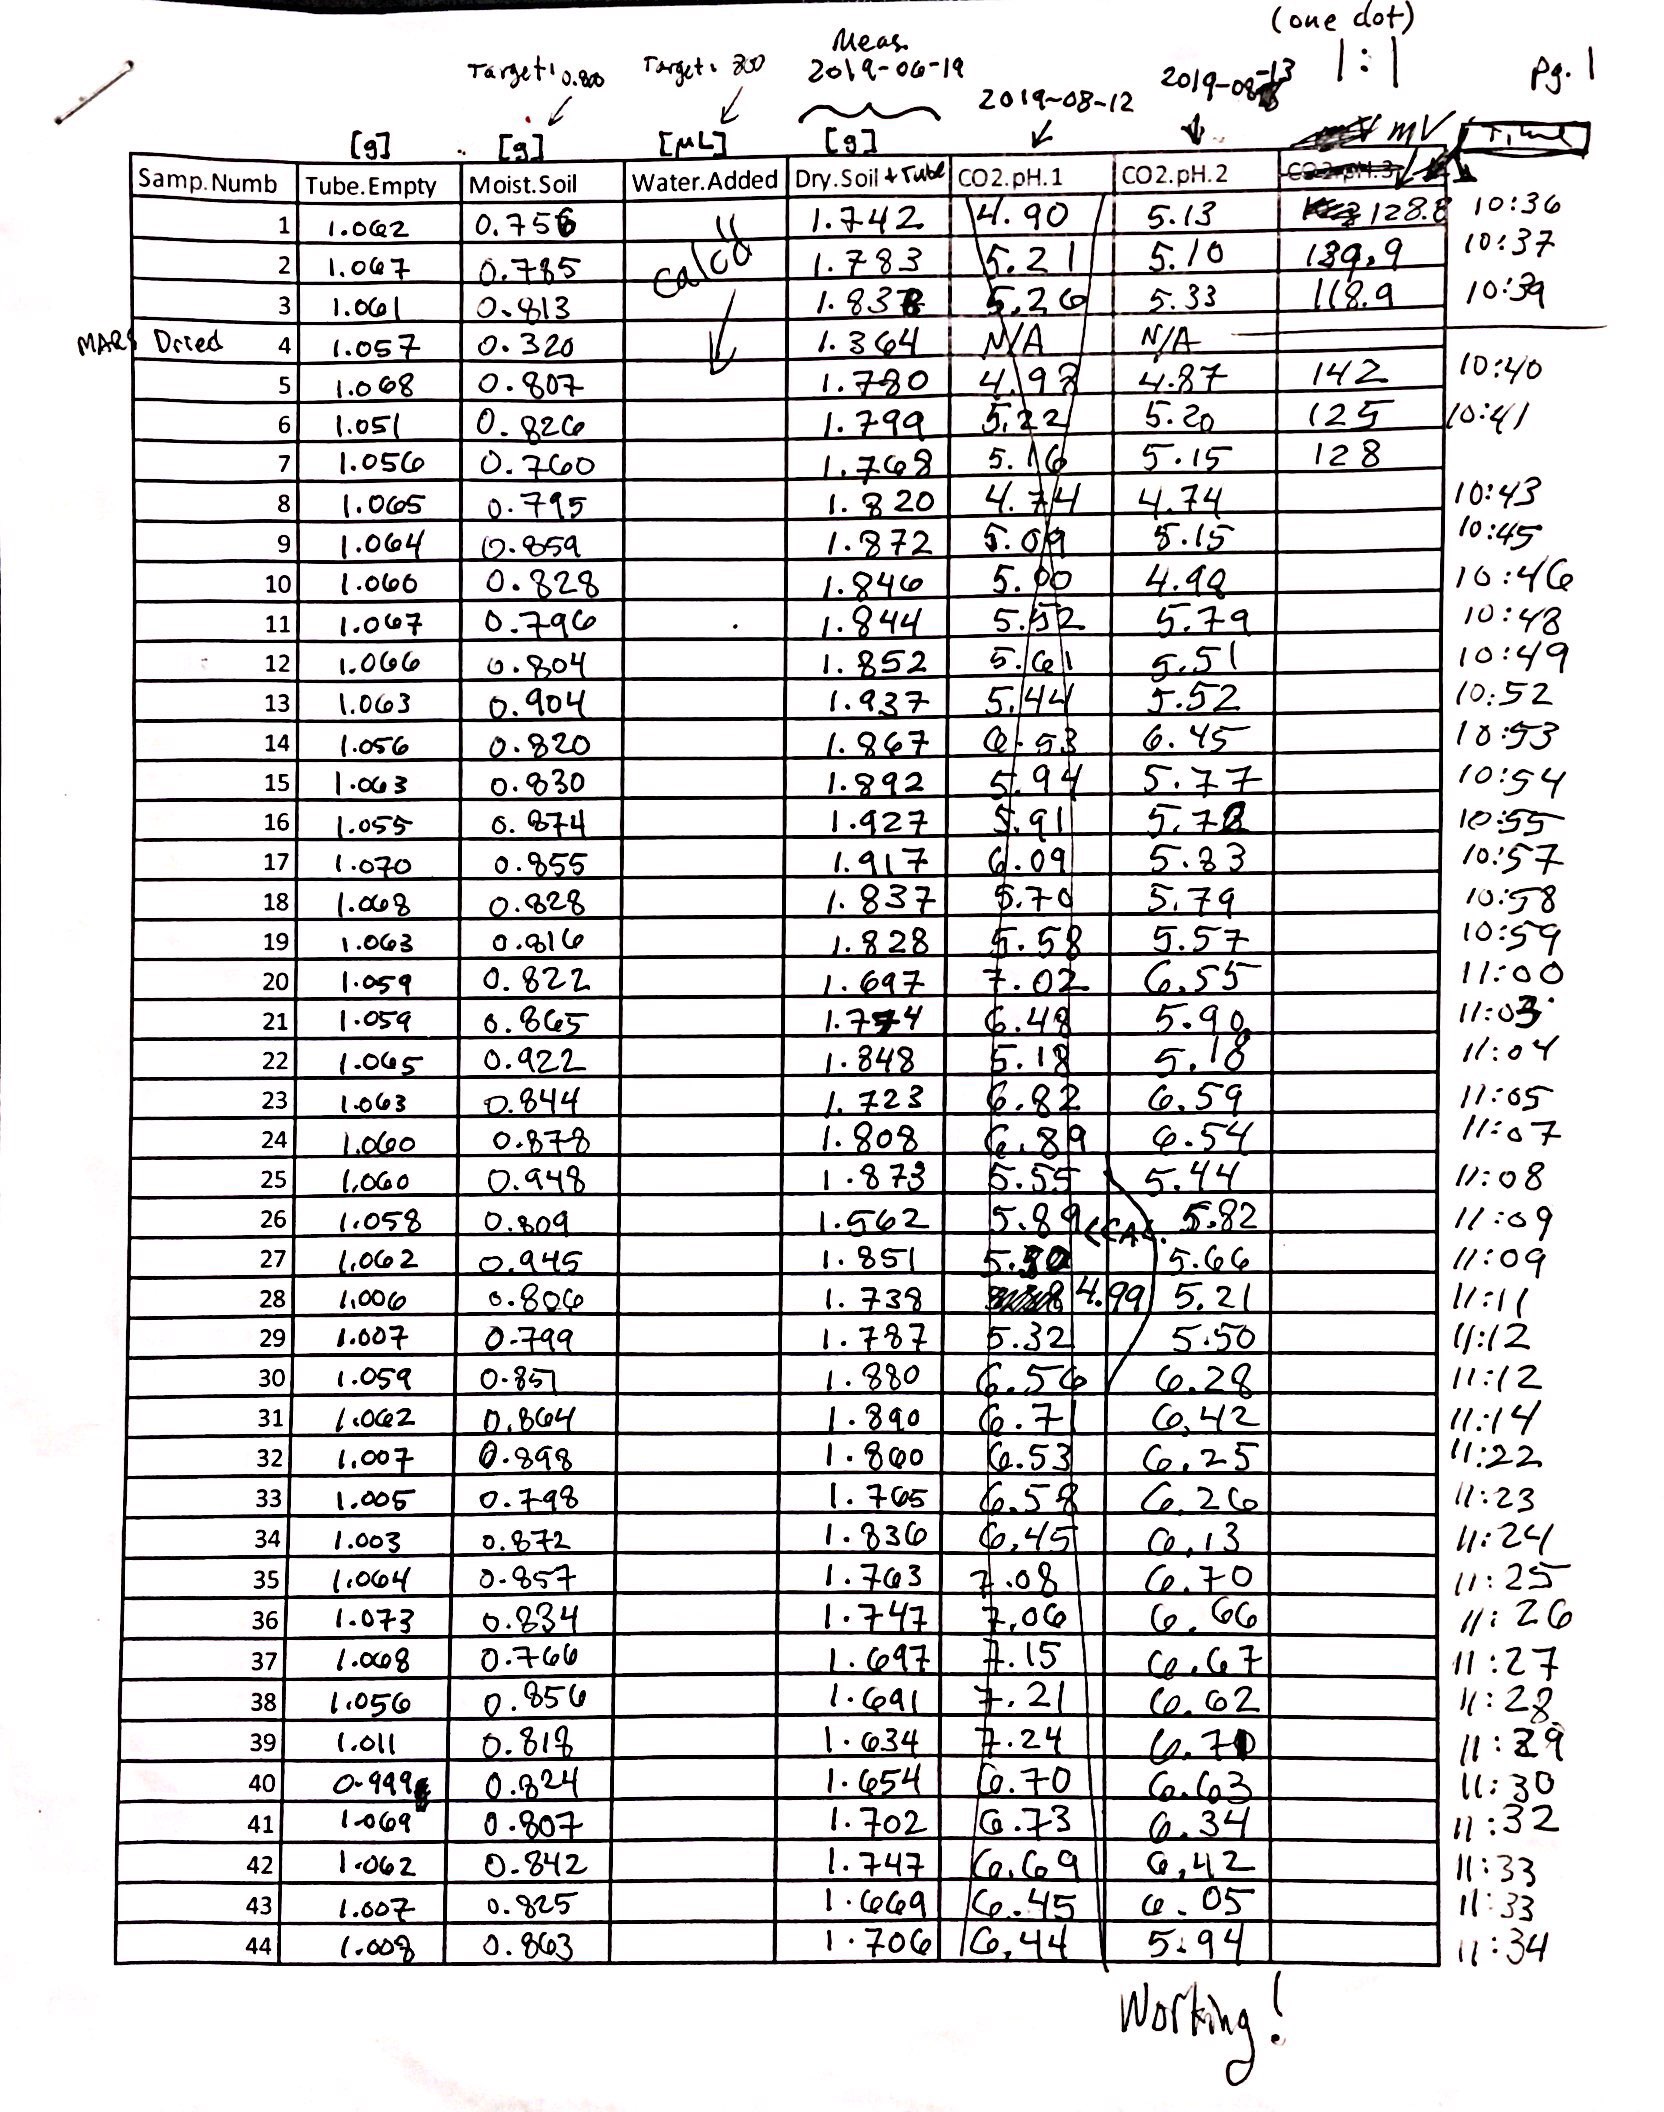 (one dot)
Meas.
Target: 0.800 Target: 800 2019-06-19 2019-08-12 2019-08-13 1:1 pg. 1
[g] [g] [µL] [g] mV Time
Samp.Numb Tube.Empty Moist.Soil Water.Added Dry.Soil + Tube CO2.pH.1 CO2.pH.2 CO2.pH.3
1 1.062 0.756 calc'd 1.742 4.90 5.13 128.8 10:36
2 1.067 0.785 1.783 5.21 5.10 139.9 10:37
3 1.061 0.813 1.838 5.26 5.33 118.9 10:39
MARS Dried 4 1.057 0.320 1.364 N/A N/A
5 1.068 0.807 1.780 4.98 4.87 142 10:40
6 1.051 0.826 1.799 5.22 5.20 125 10:41
7 1.056 0.760 1.768 5.16 5.15 128
8 1.065 0.795 1.820 4.74 4.74 10:43
9 1.064 0.859 1.872 5.09 5.15 10:45
10 1.060 0.828 1.846 5.00 4.98 10:46
11 1.067 0.796 1.844 5.52 5.79 10:48
12 1.066 0.804 1.852 5.61 5.51 10:49
13 1.063 0.904 1.937 5.44 5.52 10:52
14 1.056 0.820 1.867 6.53 6.45 10:53
15 1.063 0.830 1.892 5.94 5.77 10:54
16 1.055 0.874 1.927 5.91 5.78 10:55
17 1.070 0.855 1.917 6.09 5.83 10:57
18 1.068 0.828 1.837 5.70 5.79 10:58
19 1.063 0.816 1.828 5.58 5.57 10:59
20 1.059 0.822 1.697 7.02 6.55 11:00
21 1.059 0.865 1.774 6.48 5.90 11:03
22 1.065 0.922 1.848 5.18 5.18 11:04
23 1.063 0.844 1.723 6.82 6.59 11:05
24 1.060 0.878 1.808 6.89 6.54 11:07
25 1.060 0.948 1.873 5.55 5.44 11:08
26 1.058 0.809 1.562 5.89 <CAL. 5.82 11:09
27 1.062 0.945 1.851 5.66 11:09
28 1.006 0.806 1.738 4.99 5.21 11:11
29 1.007 0.799 1.787 5.32 5.50 11:12
30 1.059 0.851 1.880 6.56 6.28 11:12
31 1.062 0.864 1.890 6.71 6.42 11:14
32 1.007 0.898 1.860 6.53 6.25 11:22
33 1.005 0.798 1.765 6.58 6.26 11:23
34 1.003 0.872 1.836 6.45 6.13 11:24
35 1.064 0.857 1.763 7.08 6.70 11:25
36 1.073 0.834 1.747 7.06 6.66 11:26
37 1.068 0.766 1.697 7.15 6.67 11:27
38 1.056 0.856 1.691 7.21 6.62 11:28
39 1.011 0.818 1.634 7.24 6.71 11:29
40 0.999 0.824 1.654 6.70 6.63 11:30
41 1.069 0.807 1.702 6.73 6.34 11:32
42 1.062 0.842 1.747 6.69 6.42 11:33
43 1.007 0.825 1.669 6.45 6.05 11:33
44 1.008 0.863 1.706 6.44 5.94 11:34
Working!